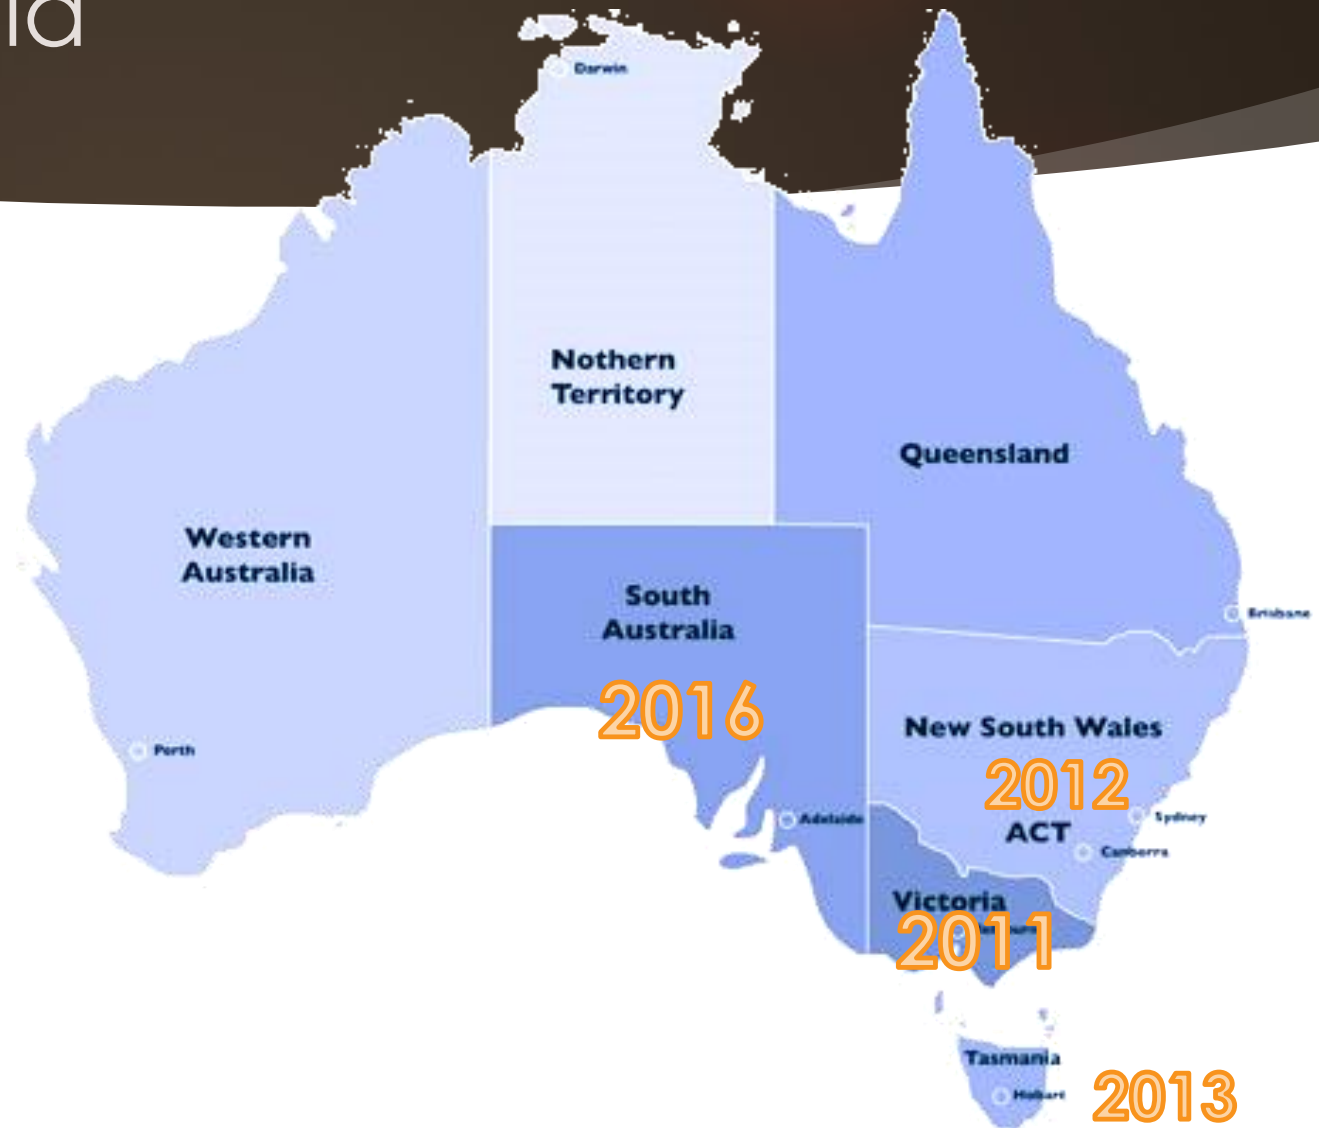 ia
Darwin
Nothern
Territory
Queensland
Western
Australia
South
Australia
Brisbane
2016
New South Wales
Perth
2012
Adelaide
Sydney
ACT
Canberra
Victoria
2011
Tasmania
Hobart
2013